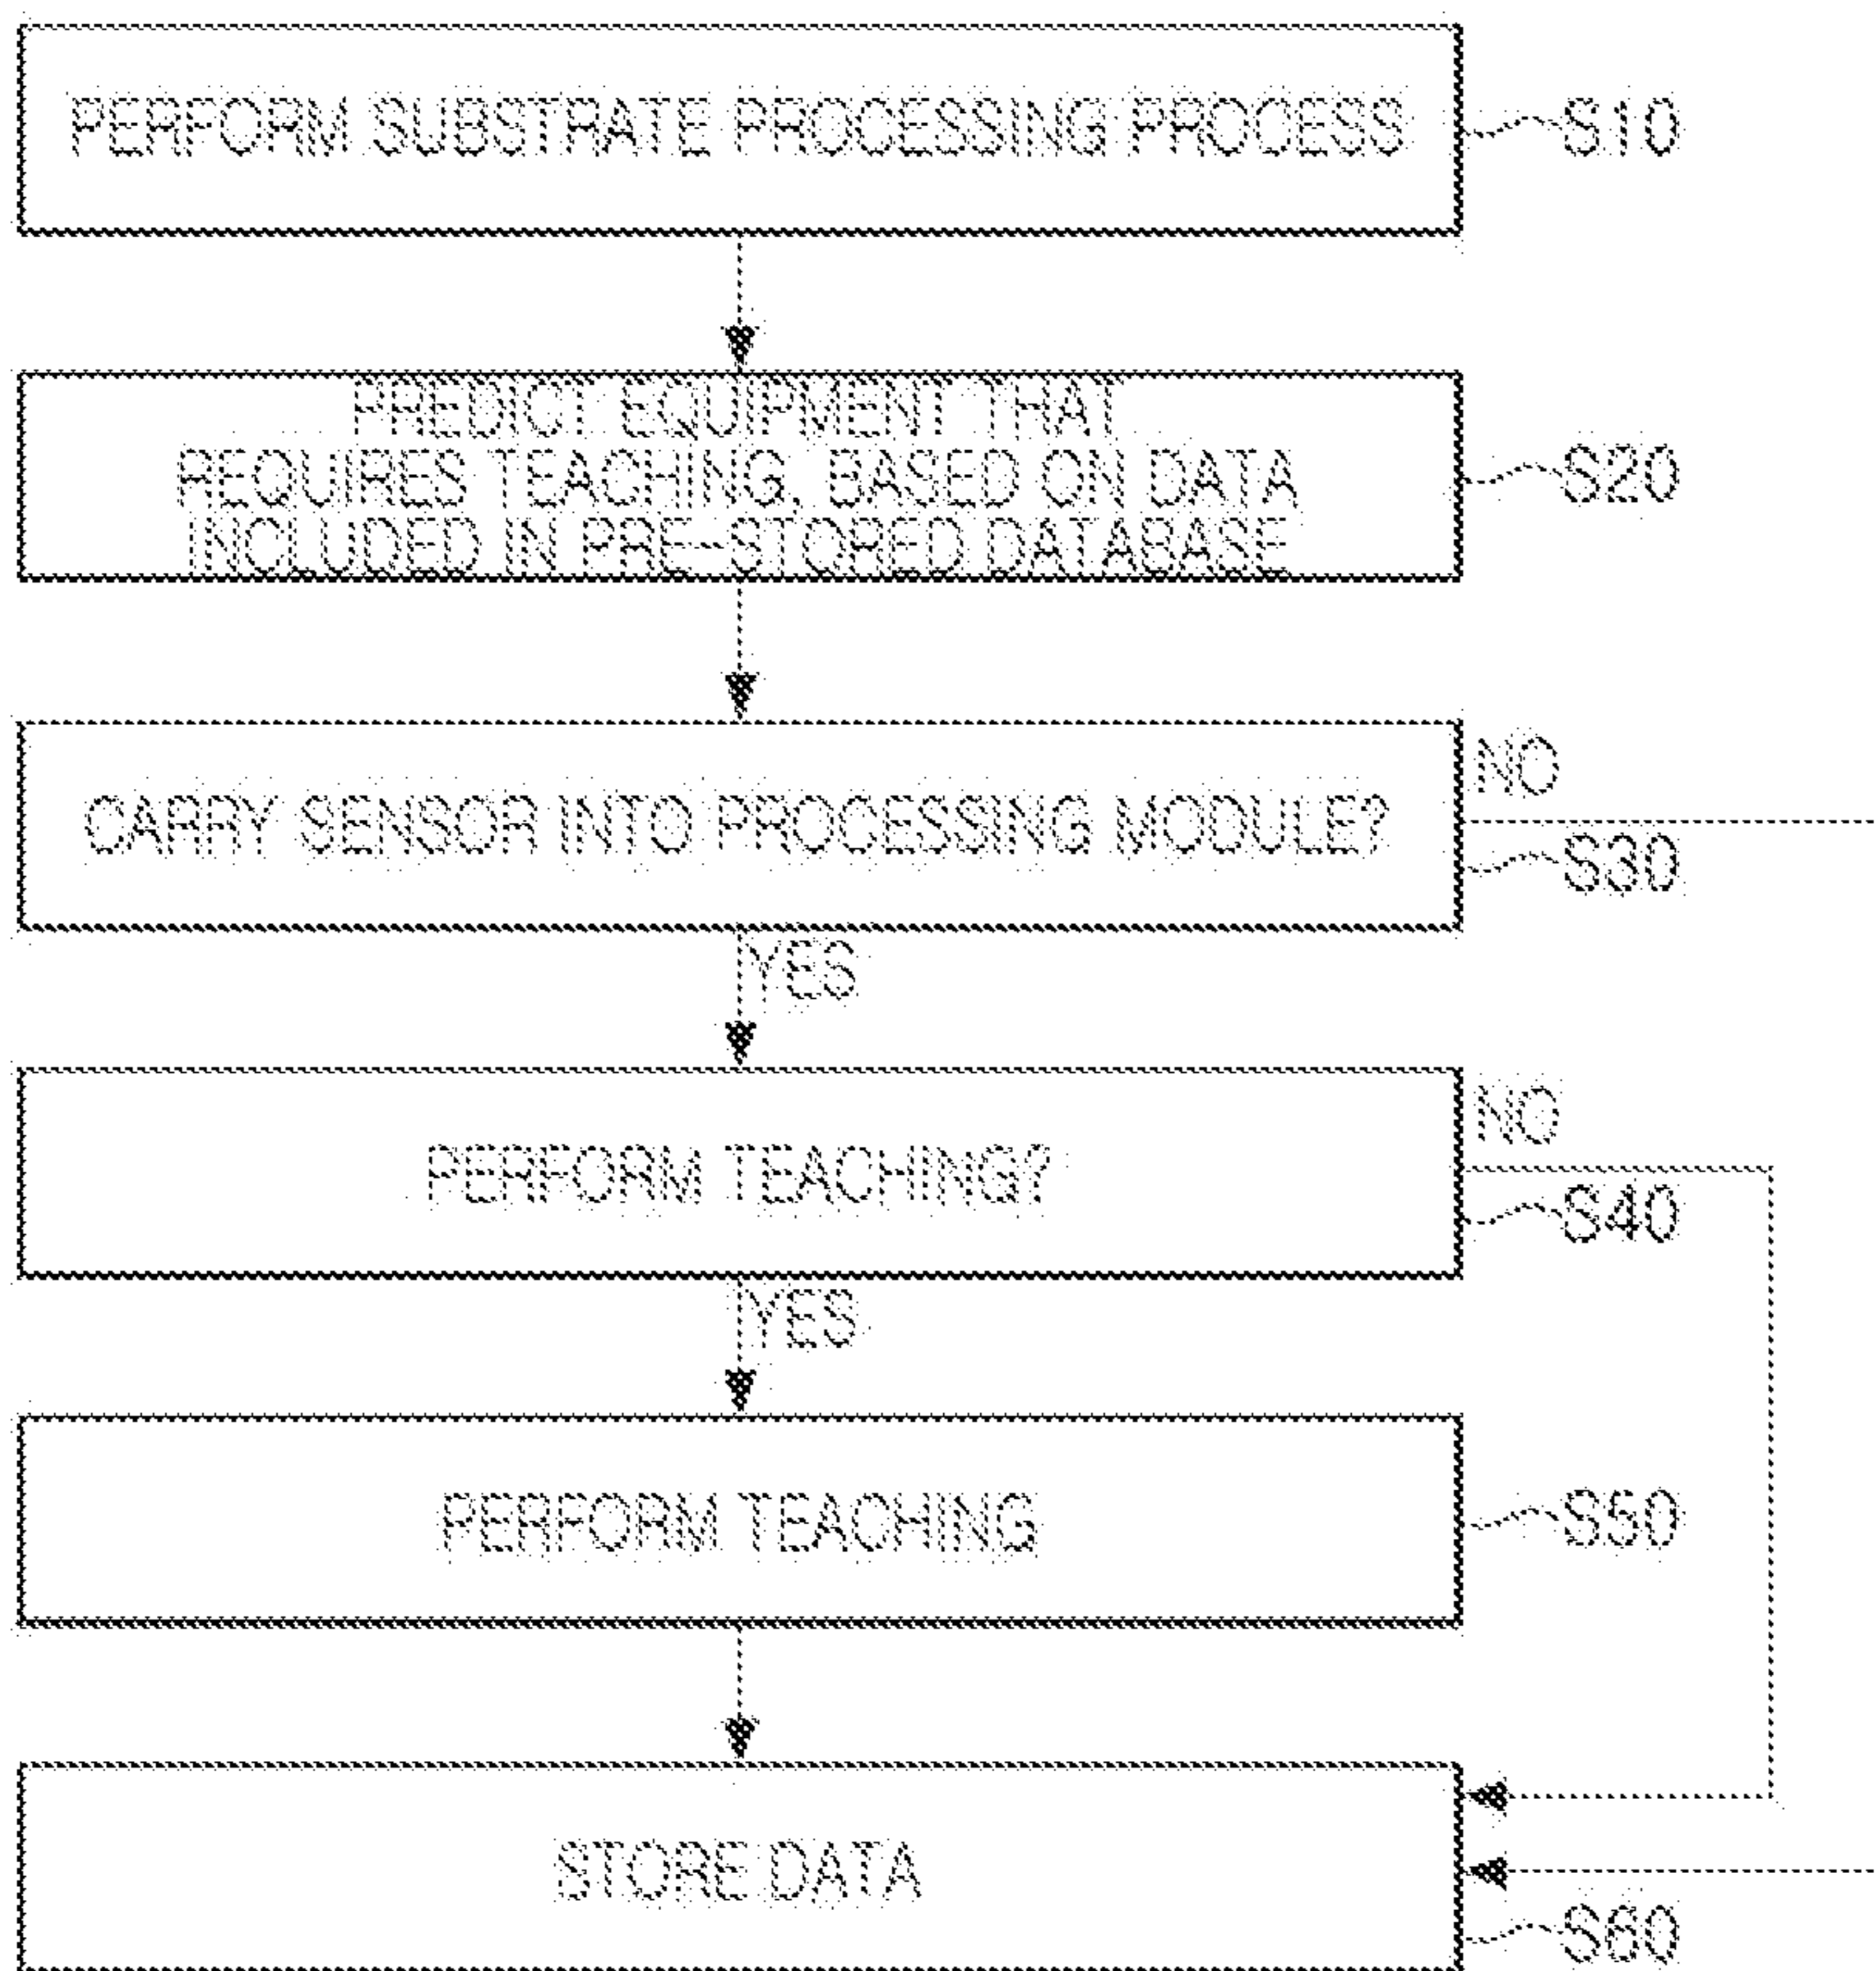 PERFORM SUBSTRATE PROCESSING PROCESS
S10
PREDICT EQUIPMENT THAT
REQUIRES TEACHING, BASED ON DATA
INCLUDED IN PRE-STORED DATABASE
S20
CARRY SENSOR INTO PROCESSING MODULE?
NO
S30
YES
PERFORM TEACHING?
NO
S40
YES
PERFORM TEACHING
S50
STORE DATA
S60